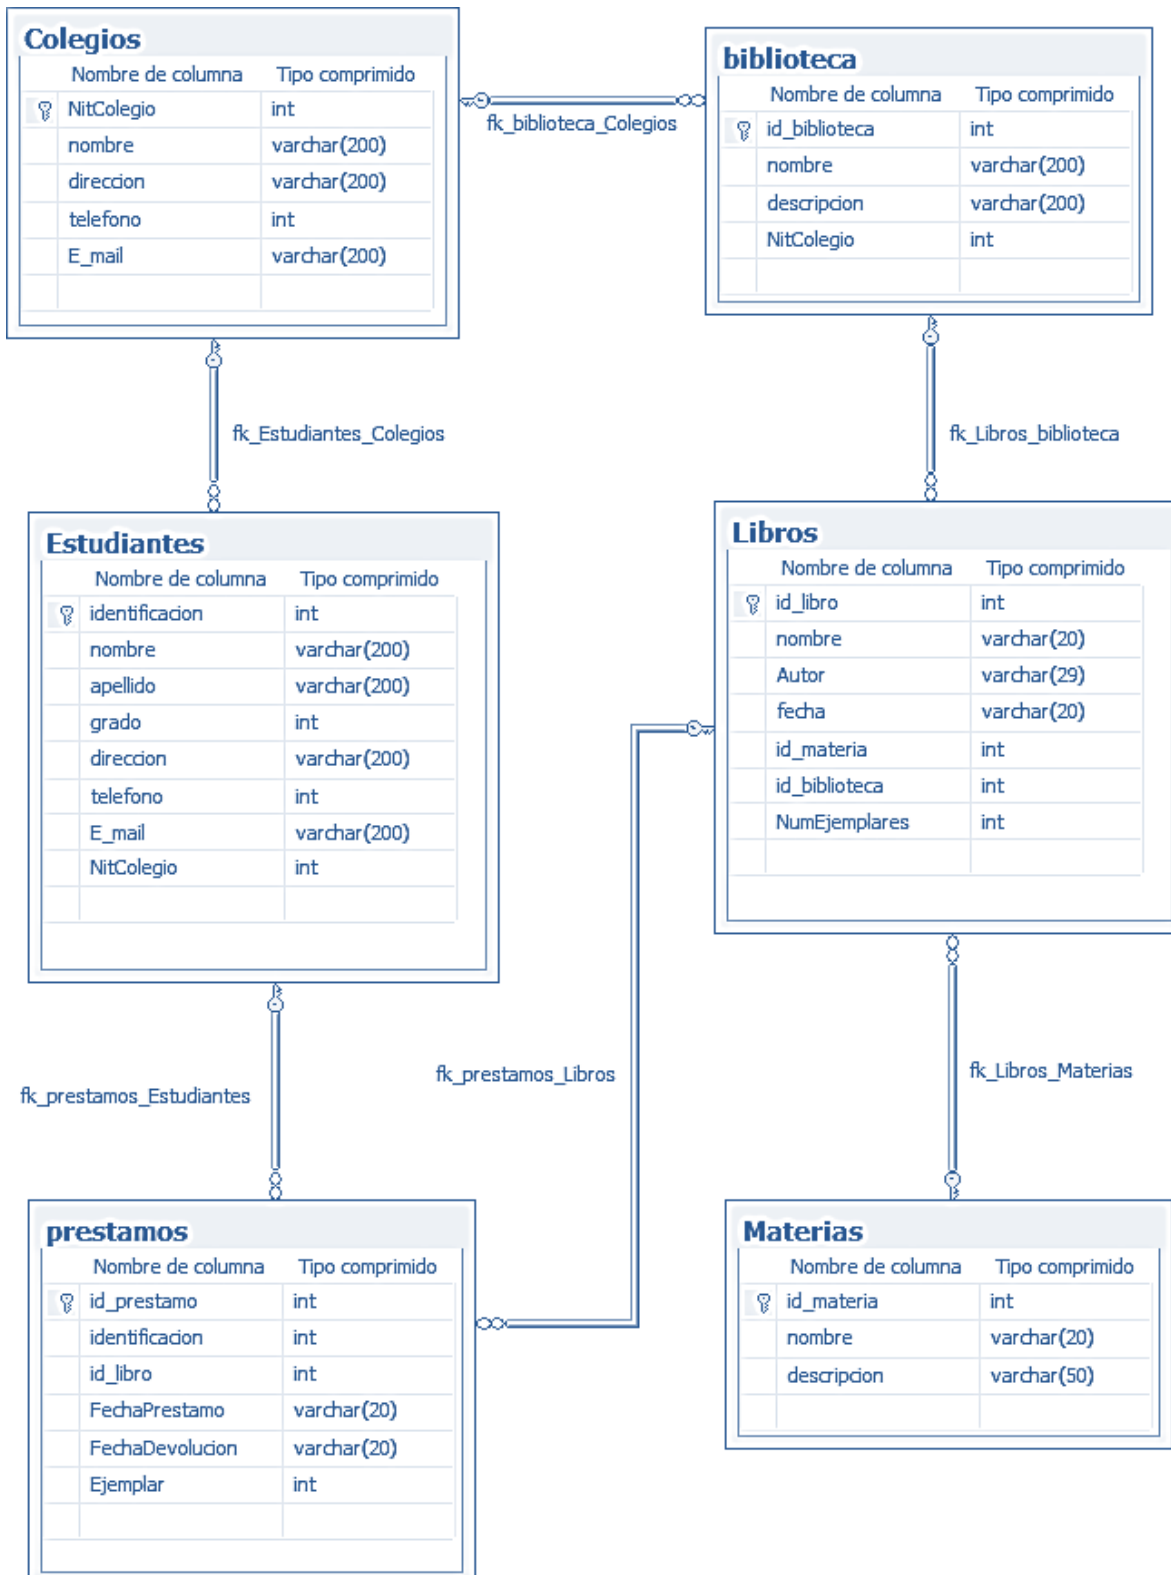 Colegios
Nombre de columna Tipo comprimido
NitColegio int
nombre varchar(200)
direccion varchar(200)
telefono int
E_mail varchar(200)
fk_biblioteca_Colegios
biblioteca
Nombre de columna Tipo comprimido
id_biblioteca int
nombre varchar(200)
descripcion varchar(200)
NitColegio int
fk_Estudiantes_Colegios
fk_Libros_biblioteca
Estudiantes
Nombre de columna Tipo comprimido
identificacion int
nombre varchar(200)
apellido varchar(200)
grado int
direccion varchar(200)
telefono int
E_mail varchar(200)
NitColegio int
Libros
Nombre de columna Tipo comprimido
id_libro int
nombre varchar(20)
Autor varchar(29)
fecha varchar(20)
id_materia int
id_biblioteca int
NumEjemplares int
fk_prestamos_Estudiantes
fk_prestamos_Libros
fk_Libros_Materias
prestamos
Nombre de columna Tipo comprimido
id_prestamo int
identificacion int
id_libro int
FechaPrestamo varchar(20)
FechaDevolucion varchar(20)
Ejemplar int
Materias
Nombre de columna Tipo comprimido
id_materia int
nombre varchar(20)
descripcion varchar(50)